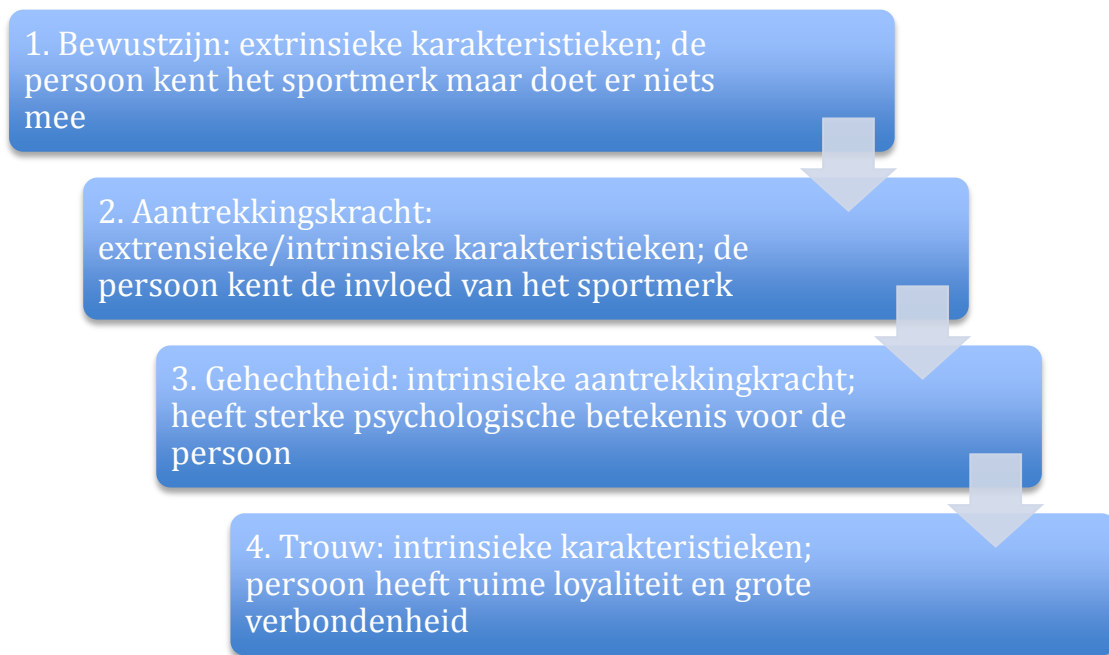 1. Bewustzijn: extrinsieke karakteristieken; de
persoon kent het sportmerk maar doet er niets
mee
2. Aantrekkingskracht:
extrensieke/intrinsieke karakteristieken; de
persoon kent de invloed van het sportmerk
3. Gehechtheid: intrinsieke aantrekkingkracht;
heeft sterke psychologische betekenis voor de
persoon
4. Trouw: intrinsieke karakteristieken;
persoon heeft ruime loyaliteit en grote
verbondenheid